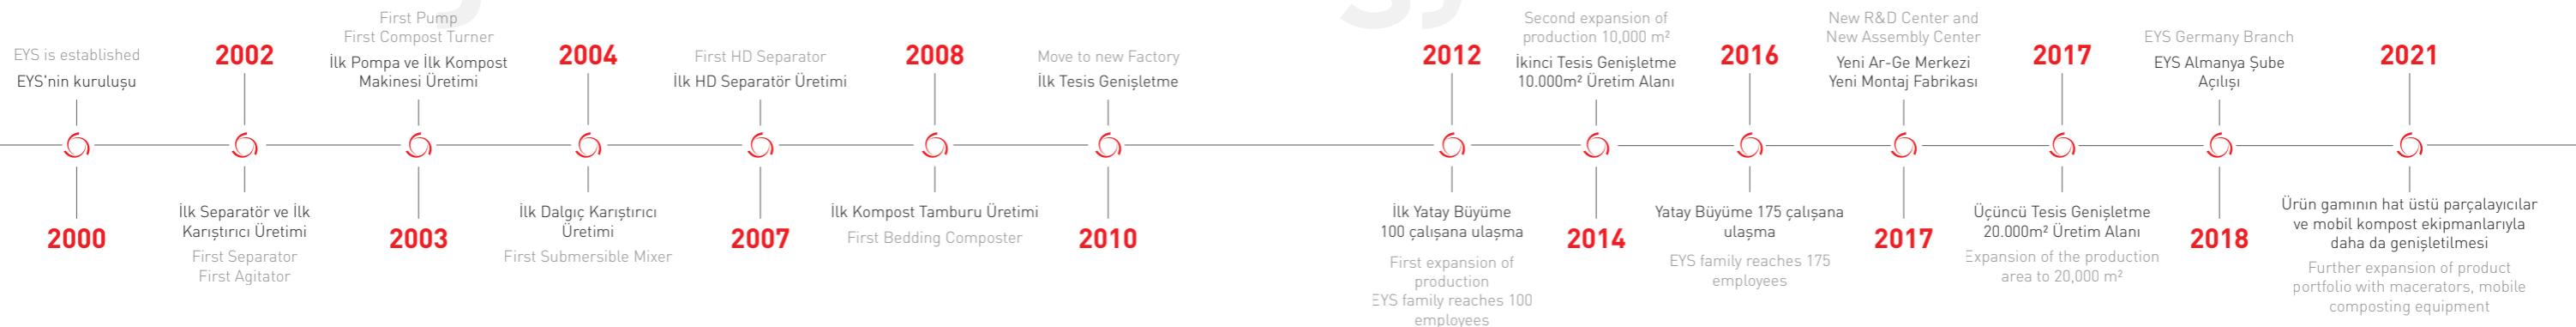 EYS is established
EYS'nin kuruluşu
2000
2002
İlk Separatör ve İlk
Karıştırıcı Üretimi
First Separator
First Agitator
First Pump
First Compost Turner
İlk Pompa ve İlk Kompost
Makinesi Üretimi
2003
2004
İlk Dalgıç Karıştırıcı
Üretimi
First Submersible Mixer
First HD Separator
İlk HD Separatör Üretimi
2007
2008
İlk Kompost Tamburu Üretimi
First Bedding Composter
Move to new Factory
İlk Tesis Genişletme
2010
2012
İlk Yatay Büyüme
100 çalışana ulaşma
First expansion of
production
EYS family reaches 100
employees
Second expansion of
production 10,000 m²
İkinci Tesis Genişletme
10.000m² Üretim Alanı
2014
2016
Yatay Büyüme 175 çalışana
ulaşma
EYS family reaches 175
employees
New R&D Center and
New Assembly Center
Yeni Ar-Ge Merkezi
Yeni Montaj Fabrikası
2017
2017
Üçüncü Tesis Genişletme
20.000m² Üretim Alanı
Expansion of the production
area to 20,000 m²
EYS Germany Branch
EYS Almanya Şube
Açılışı
2018
2021
Ürün gamının hat üstü parçalayıcılar
ve mobil kompost ekipmanlarıyla
daha da genişletilmesi
Further expansion of product
portfolio with macerators, mobile
composting equipment